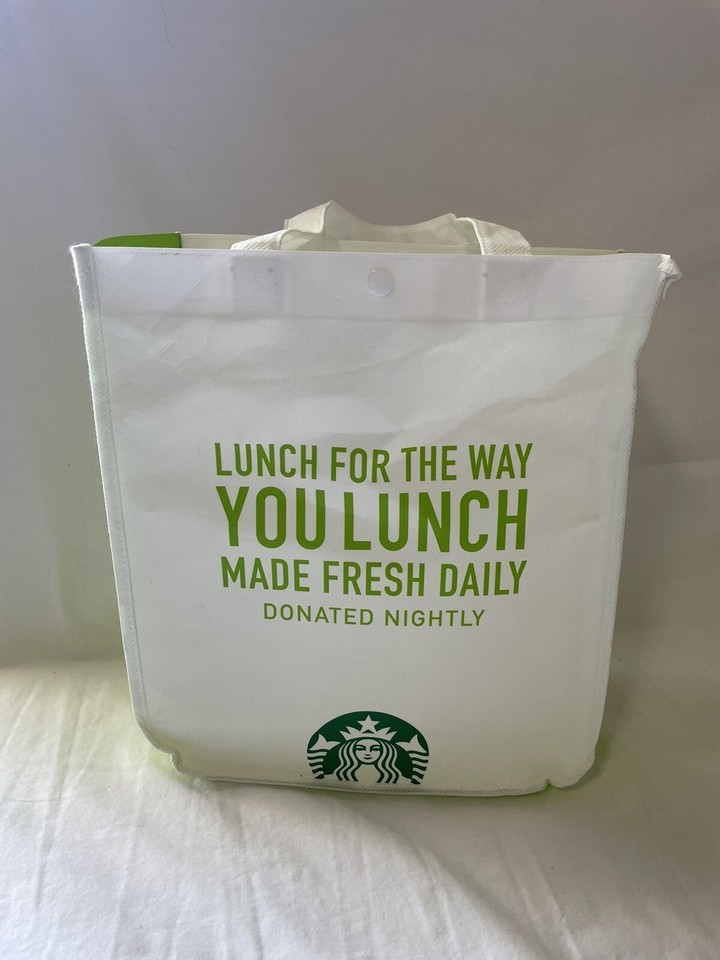 LUNCH FOR THE WAY
YOU LUNCH
MADE FRESH DAILY
DONATED NIGHTLY